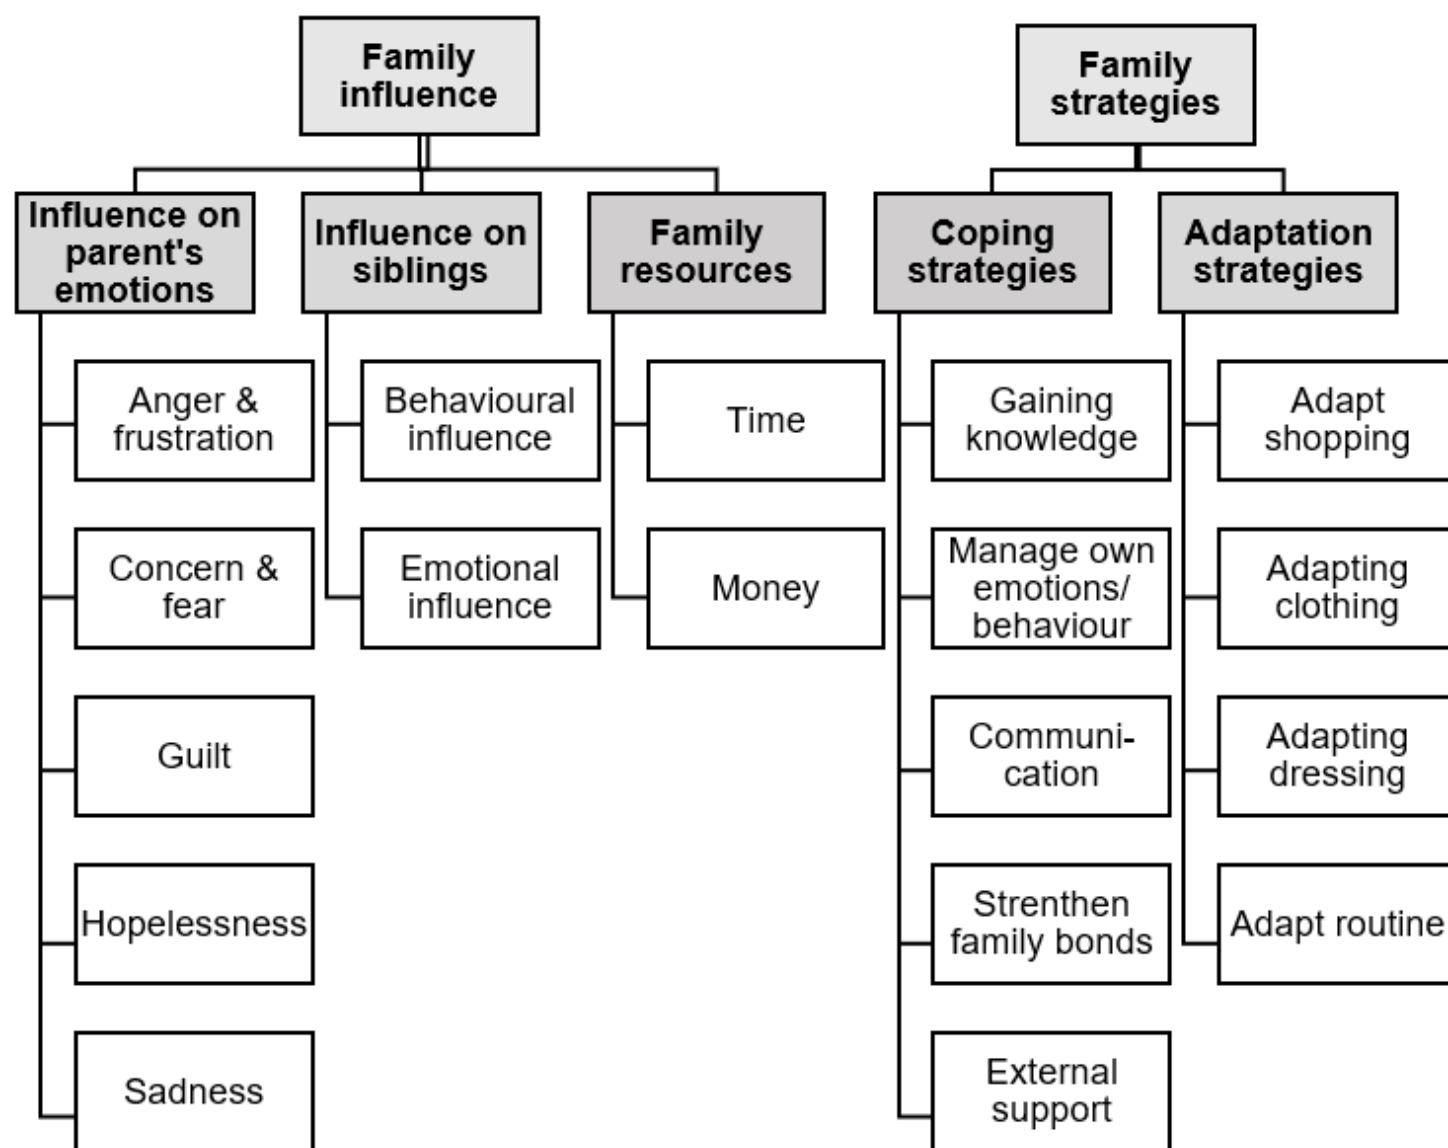 Family
influence
Family
strategies
Influence on
parent's
emotions
Influence on
siblings
Family
resources
Coping
strategies
Adaptation
strategies
Anger &
frustration
Concern &
fear
Guilt
Hopelessness
Sadness
Behavioural
influence
Emotional
influence
Time
Money
Gaining
knowledge
Manage own
emotions/
behaviour
Communi-
cation
Strenthen
family bonds
External
support
Adapt
shopping
Adapting
clothing
Adapting
dressing
Adapt routine